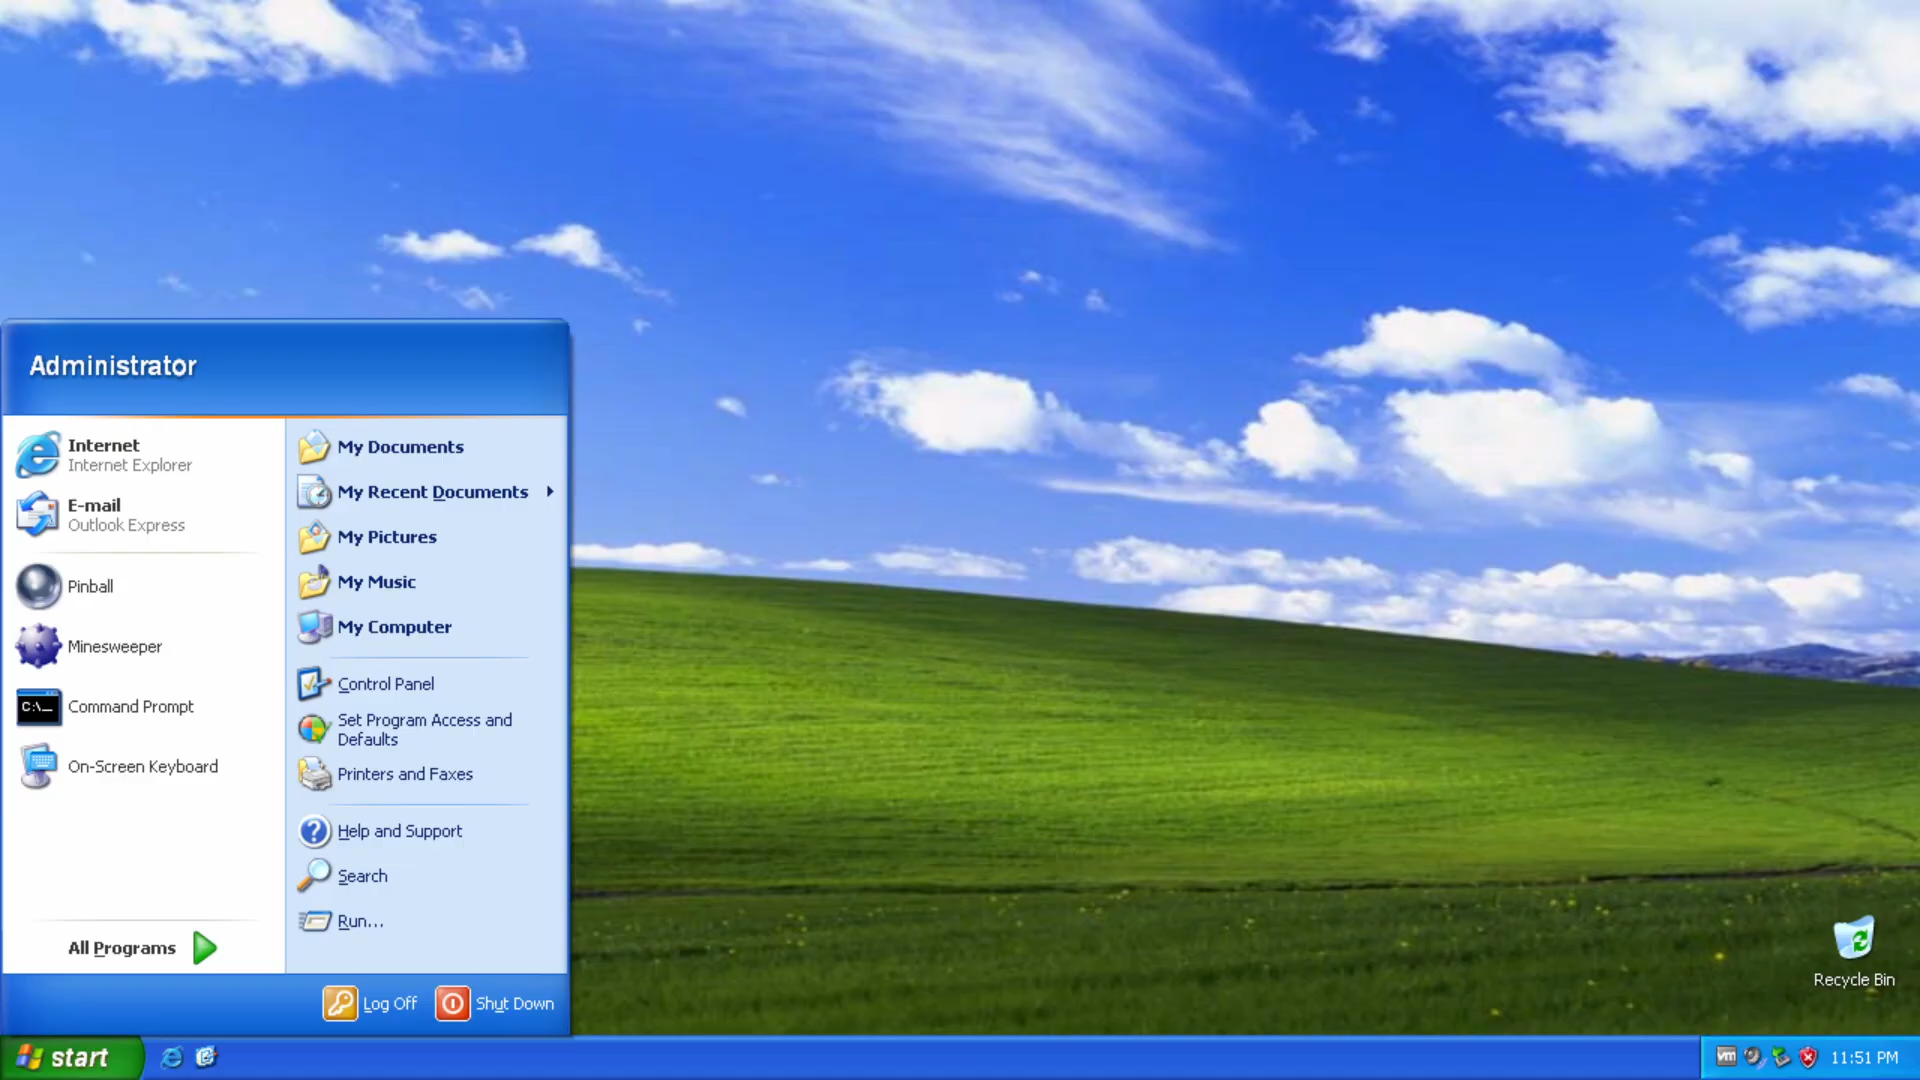 Administrator
Internet
Internet Explorer
E-mail
Outlook Express
Pinball
Minesweeper
C:\_
Command Prompt
On-Screen Keyboard
All Programs
My Documents
My Recent Documents
My Pictures
My Music
My Computer
Control Panel
Set Program Access and
Defaults
Printers and Faxes
Help and Support
Search
Run...
Log Off
Shut Down
Recycle Bin
start
vm
11:51 PM